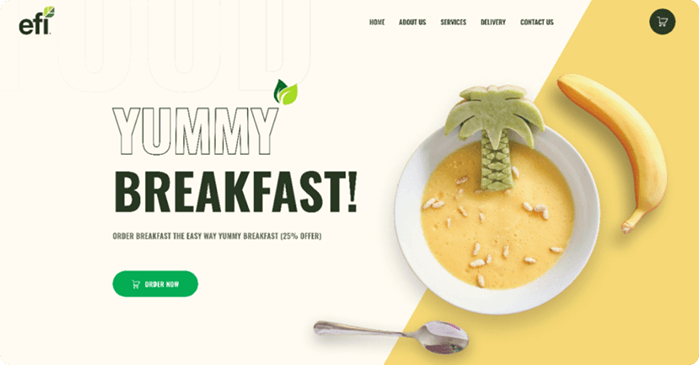 efi
HOME ABOUT US SERVICES DELIVERY CONTACT US
FOOD
YUMMY
BREAKFAST!
ORDER BREAKFAST THE EASY WAY YUMMY BREAKFAST (25% OFFER)
ORDER NOW